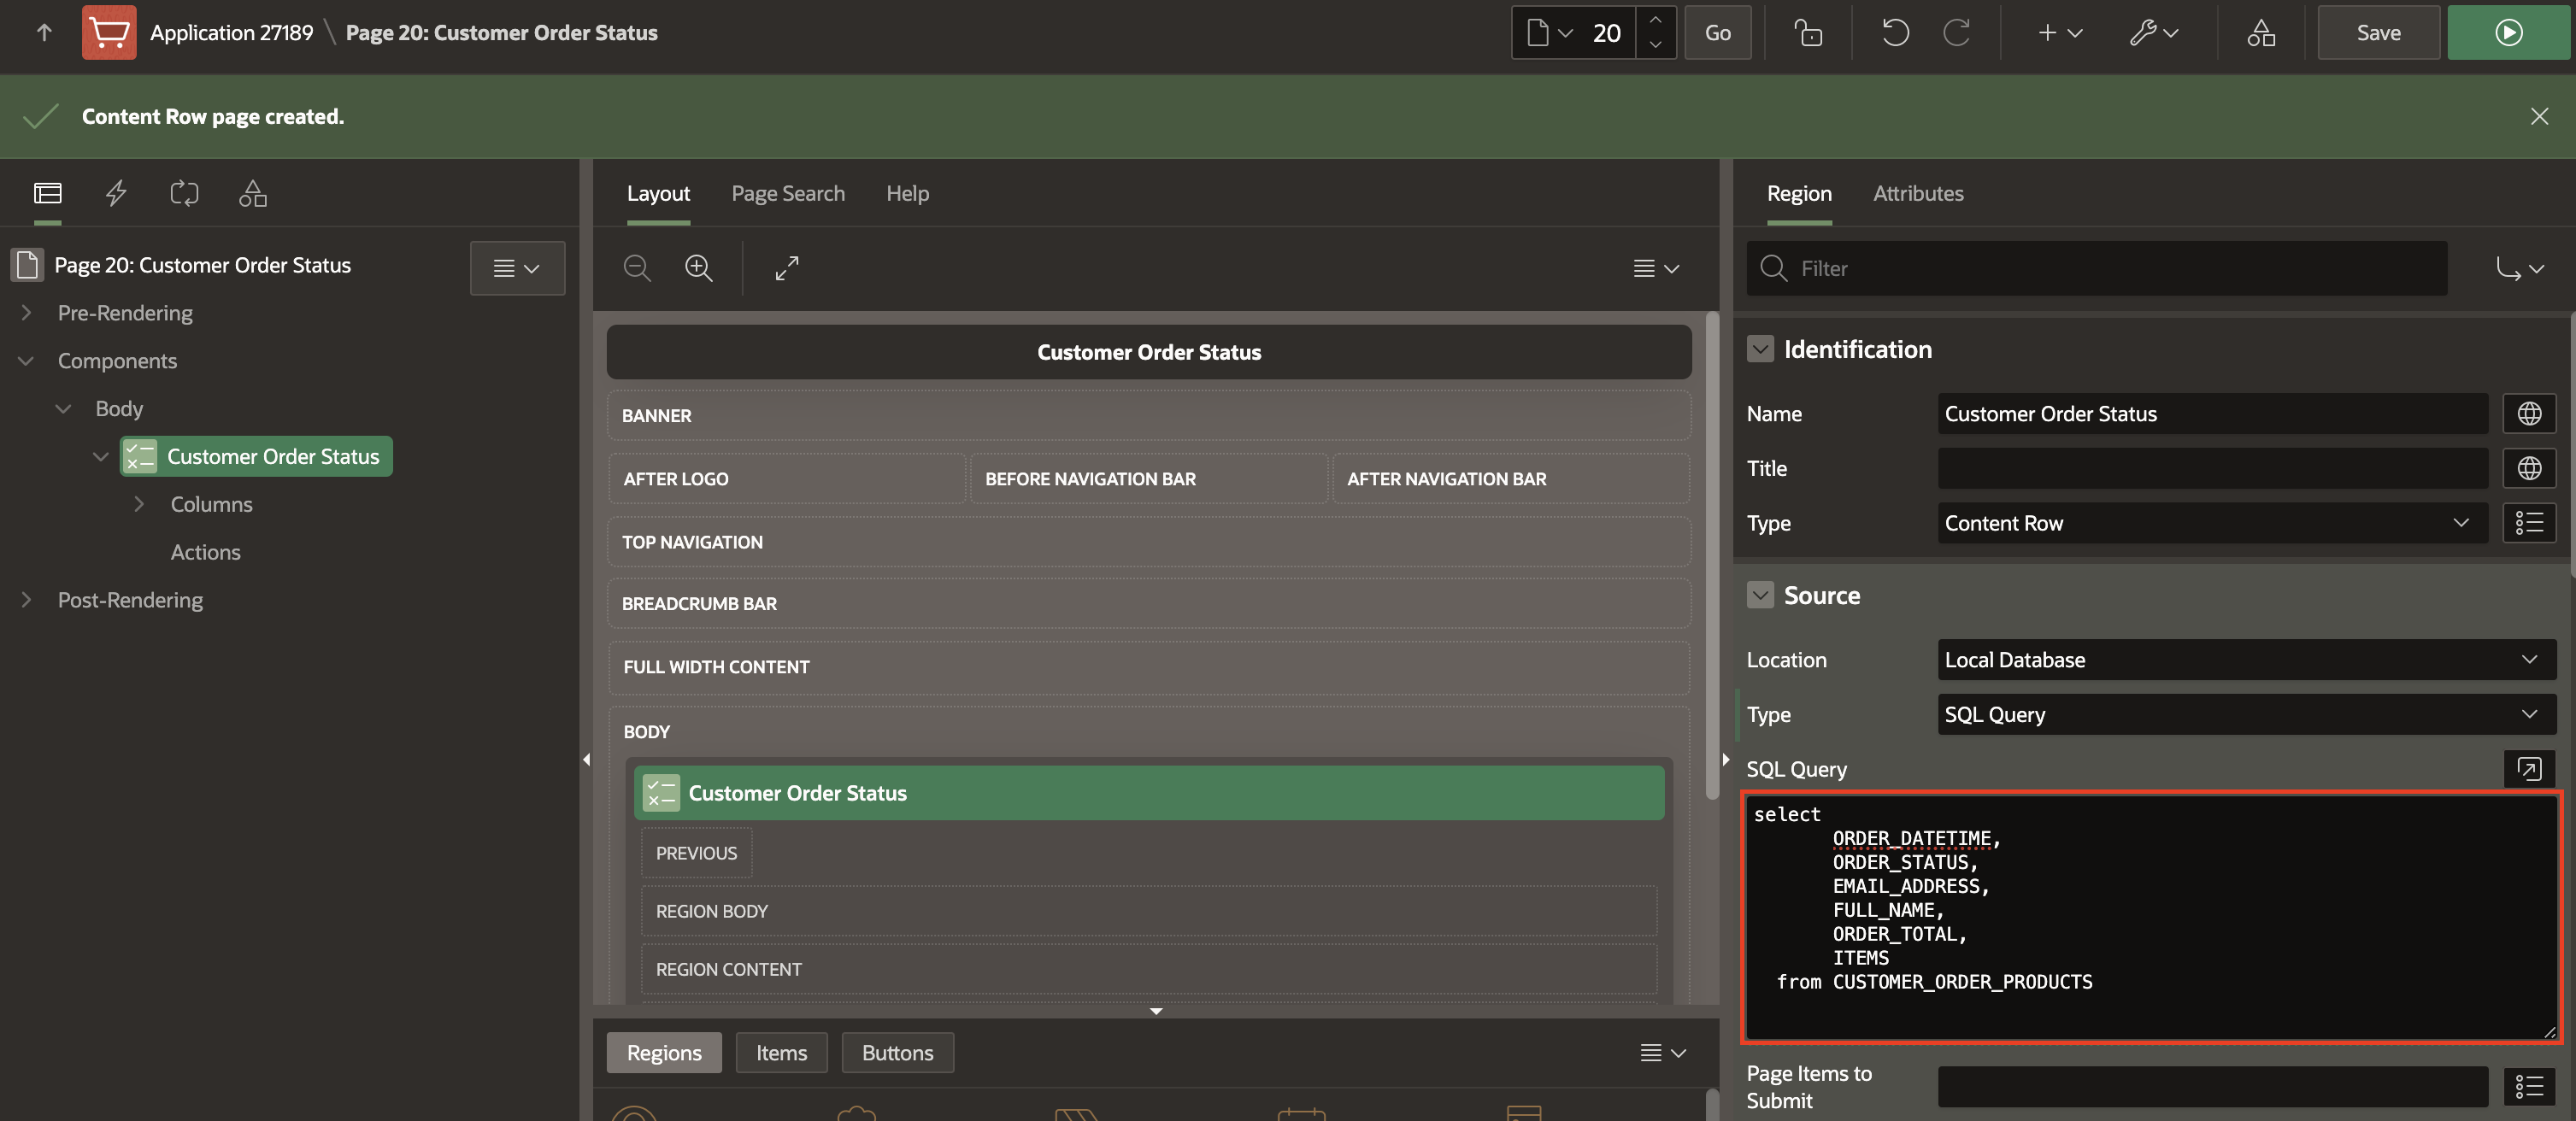 Application 27189 \ Page 20: Customer Order Status
20
Go
Save
Content Row page created.
Layout
Page Search
Help
Region
Attributes
Page 20: Customer Order Status
Pre-Rendering
Components
Body
Customer Order Status
Columns
Actions
Post-Rendering
Customer Order Status
BANNER
AFTER LOGO
BEFORE NAVIGATION BAR
AFTER NAVIGATION BAR
TOP NAVIGATION
BREADCRUMB BAR
FULL WIDTH CONTENT
BODY
Customer Order Status
PREVIOUS
REGION BODY
REGION CONTENT
Regions
Items
Buttons
Filter
Identification
Name
Customer Order Status
Title
Type
Content Row
Source
Location
Local Database
Type
SQL Query
SQL Query
select
ORDER_DATETIME,
ORDER_STATUS,
EMAIL_ADDRESS,
FULL_NAME,
ORDER_TOTAL,
ITEMS
from CUSTOMER_ORDER_PRODUCTS
Page Items to
Submit